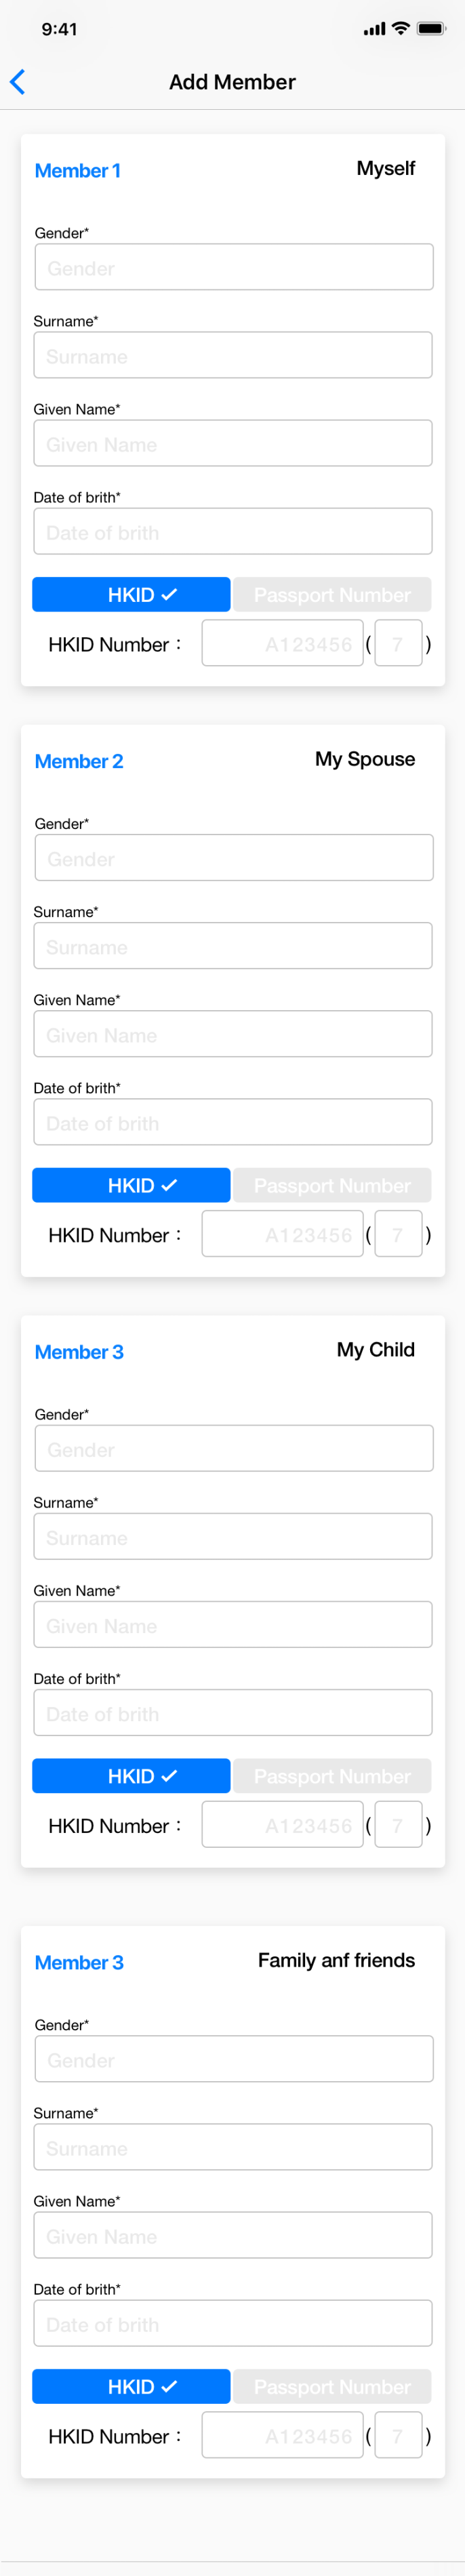 9:41
Add Member
Member 1
Myself
Gender*
Gender
Surname*
Surname
Given Name*
Given Name
Date of brith*
Date of brith
HKID ✓
Passport Number
HKID Number :
A123456 ( 7 )
Member 2
My Spouse
Gender*
Gender
Surname*
Surname
Given Name*
Given Name
Date of brith*
Date of brith
HKID ✓
Passport Number
HKID Number :
A123456 ( 7 )
Member 3
My Child
Gender*
Gender
Surname*
Surname
Given Name*
Given Name
Date of brith*
Date of brith
HKID ✓
Passport Number
HKID Number :
A123456 ( 7 )
Member 3
Family anf friends
Gender*
Gender
Surname*
Surname
Given Name*
Given Name
Date of brith*
Date of brith
HKID ✓
Passport Number
HKID Number :
A123456 ( 7 )